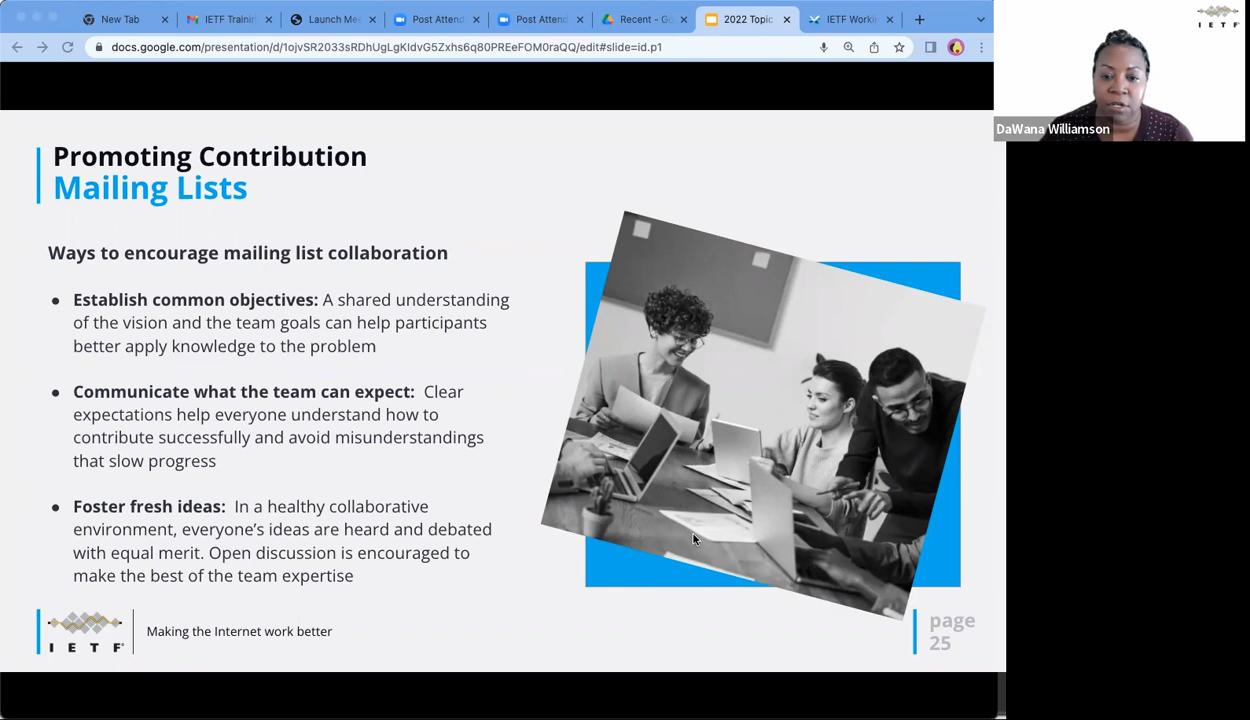 New Tab
IETF Trainin
Launch Mee
Post Attend
Post Attend
Recent - Go
2022 Topic
IETF Worki
docs.google.com/presentation/d/1ojvSR2033sRDhUgLgKIdvG5Zxhs6q80PREeFOM0raQQ/edit#slide=id.p1
IETF
DaWana Williamson
Promoting Contribution
Mailing Lists
Ways to encourage mailing list collaboration
● Establish common objectives: A shared understanding
of the vision and the team goals can help participants
better apply knowledge to the problem
● Communicate what the team can expect: Clear
expectations help everyone understand how to
contribute successfully and avoid misunderstandings
that slow progress
● Foster fresh ideas: In a healthy collaborative
environment, everyone’s ideas are heard and debated
with equal merit. Open discussion is encouraged to
make the best of the team expertise
IETF®
Making the Internet work better
page
25